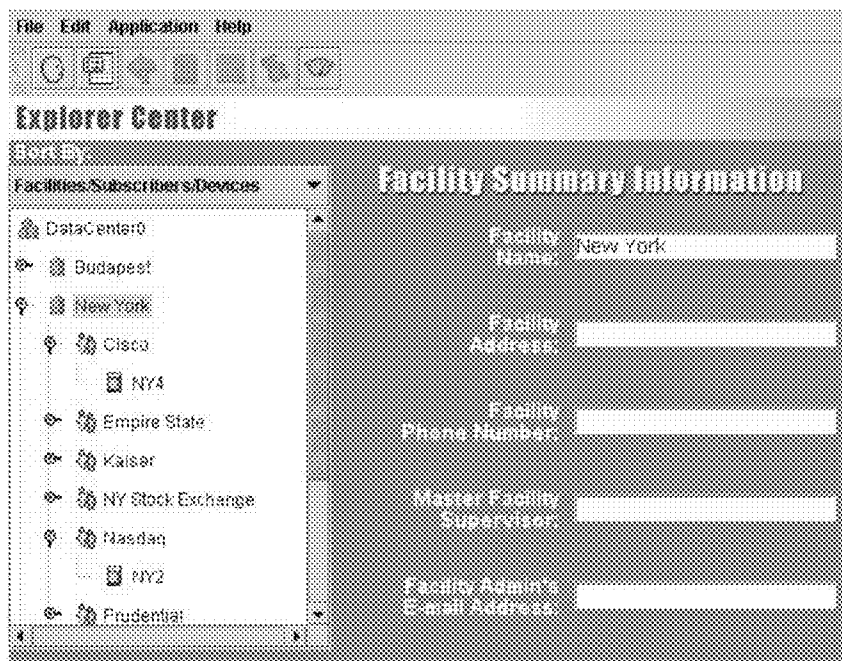 File Edit Application Help
Explorer Center
Sort By:
Facilities/Subscribers/Devices
DataCenter0
Budapest
New York
Cisco
NY4
Empire State
Kaiser
NY Stock Exchange
Nasdaq
NY2
Prudential
Facility Summary Information
Facility
Name:
New York
Facility
Address:
Facility
Phone Number:
Master Facility
Supervisor:
Facility Admin's
E-mail Address: